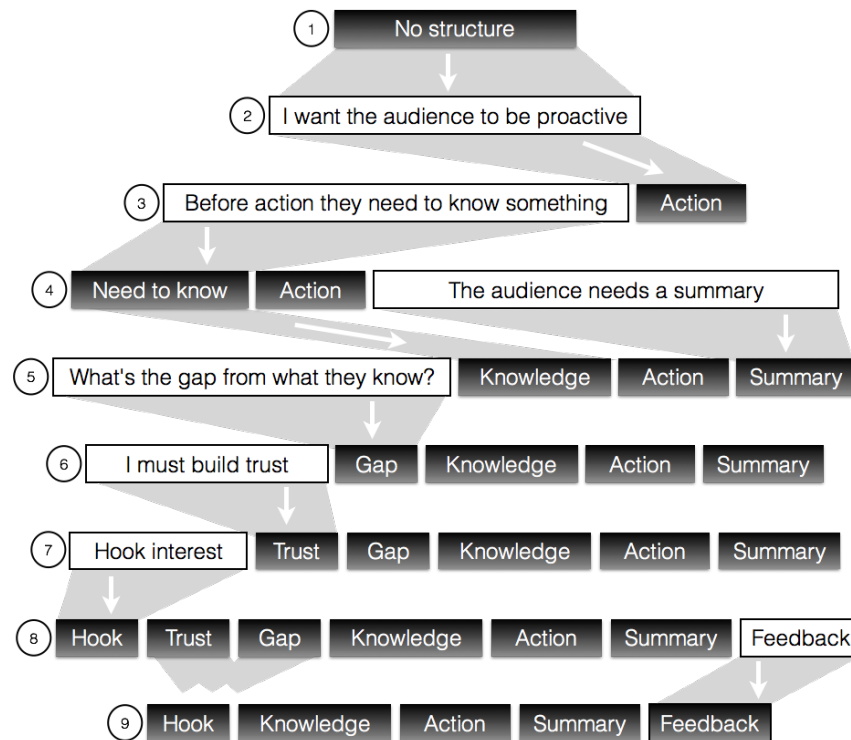 1 No structure
2 I want the audience to be proactive
3 Before action they need to know something Action
4 Need to know Action The audience needs a summary
5 What's the gap from what they know? Knowledge Action Summary
6 I must build trust Gap Knowledge Action Summary
7 Hook interest Trust Gap Knowledge Action Summary
8 Hook Trust Gap Knowledge Action Summary Feedback
9 Hook Knowledge Action Summary Feedback